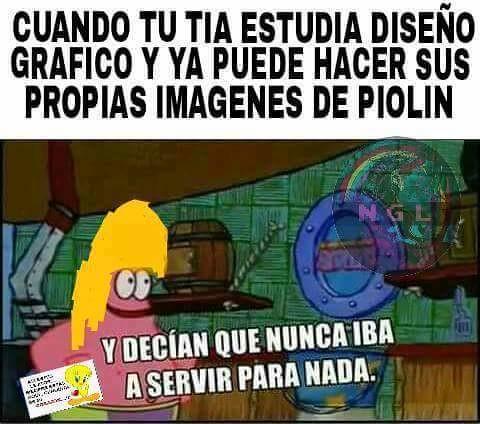 CUANDO TU TIA ESTUDIA DISEÑO
GRAFICO Y YA PUEDE HACER SUS
PROPIAS IMAGENES DE PIOLIN
NGL
Y DECÍAN QUE NUNCA IBA
A SERVIR PARA NADA.